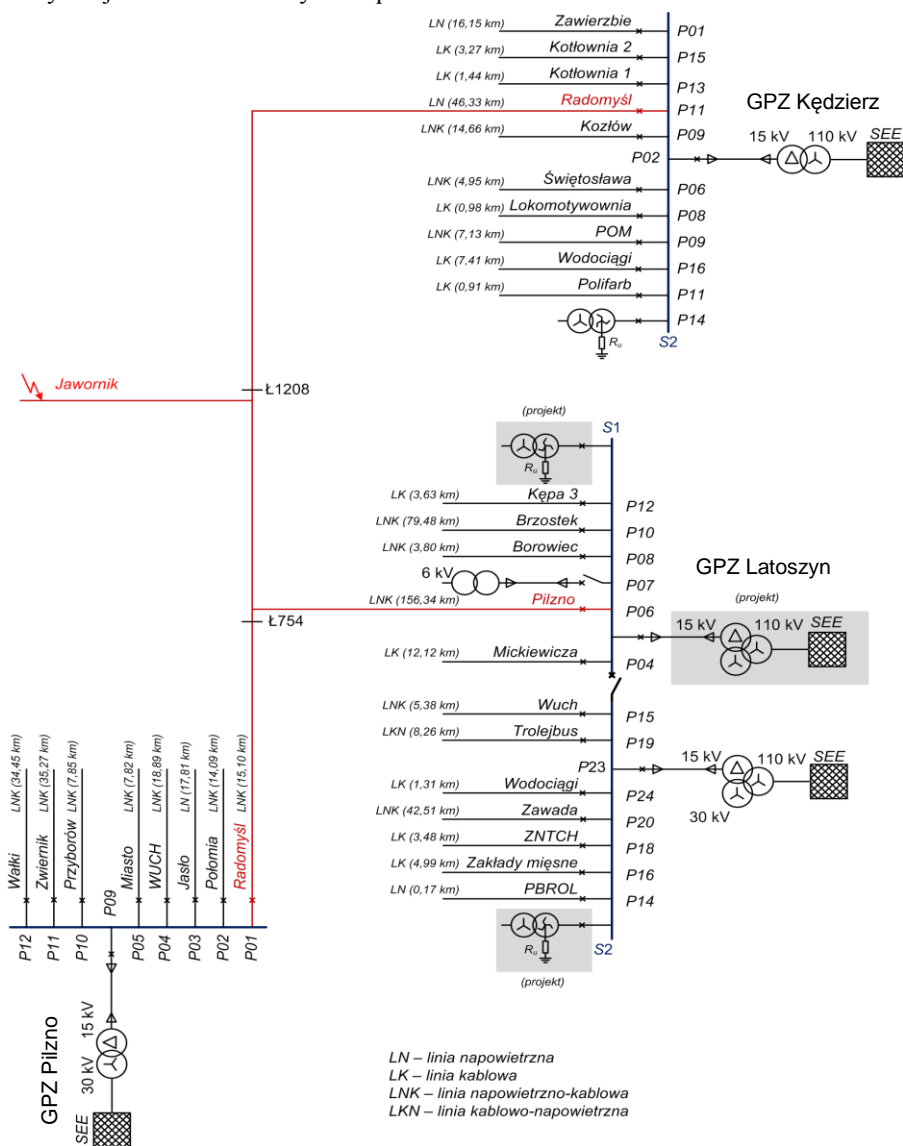 LN (16,15 km) Zawierzbie P01
LK (3,27 km) Kotłownia 2 P15
LK (1,44 km) Kotłownia 1 P13
LN (46,33 km) Radomyśl P11
GPZ Kędzierz
LNK (14,66 km) Kozłów P09
15 kV 110 kV SEE
P02
LNK (4,95 km) Świętosława P06
LK (0,98 km) Lokomotywownia P08
LNK (7,13 km) POM P09
LK (7,41 km) Wodociągi P16
LK (0,91 km) Polifarb P11
P14
Ru
S2
Jawornik
Ł1208
(projekt)
S1
Ru
LK (3,63 km) Kępa 3 P12
LNK (79,48 km) Brzostek P10
LNK (3,80 km) Borowiec P08
GPZ Latoszyn
6 kV P07
LNK (156,34 km) Pilzno P06
(projekt)
Ł754
15 kV 110 kV SEE
LK (12,12 km) Mickiewicza P04
LNK (5,38 km) Wuch P15
LKN (8,26 km) Trolejbus P19
P23
15 kV 110 kV SEE
30 kV
LK (1,31 km) Wodociągi P24
LNK (42,51 km) Zawada P20
LK (3,48 km) ZNTCH P18
LK (4,99 km) Zakłady mięsne P16
LN (0,17 km) PBROL P14
Ru
S2
(projekt)
Wałki LNK (34,45 km) P12
Zwiernik LNK (35,27 km) P11
Przyborów LNK (7,85 km) P10
P09
Miasto LNK (7,82 km) P05
WUCH LNK (18,89 km) P04
Jasło LN (17,81 km) P03
Połomia LNK (14,09 km) P02
Radomyśl LNK (15,10 km) P01
GPZ Pilzno
30 kV 15 kV
SEE
LN – linia napowietrzna
LK – linia kablowa
LNK – linia napowietrzno-kablowa
LKN – linia kablowo-napowietrzna